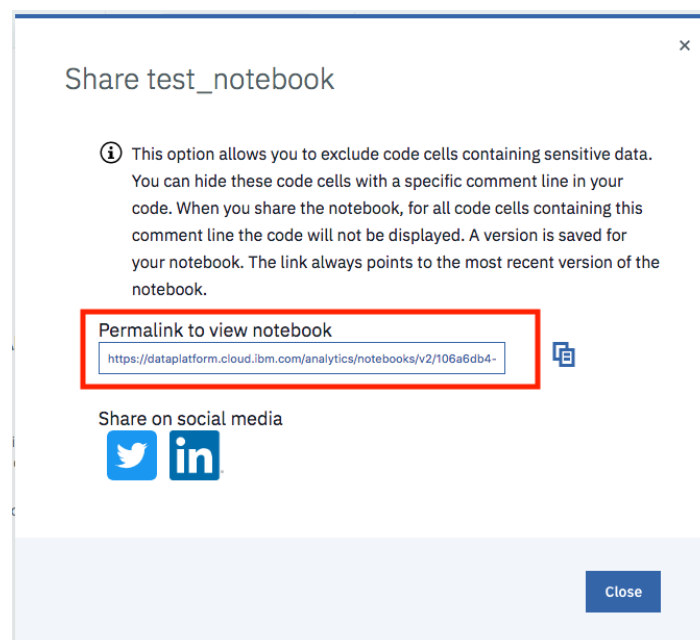 ×
Share test_notebook
This option allows you to exclude code cells containing sensitive data.
You can hide these code cells with a specific comment line in your
code. When you share the notebook, for all code cells containing this
comment line the code will not be displayed. A version is saved for
your notebook. The link always points to the most recent version of the
notebook.
Permalink to view notebook
https://dataplatform.cloud.ibm.com/analytics/notebooks/v2/106a6db4-
Share on social media
in
Close